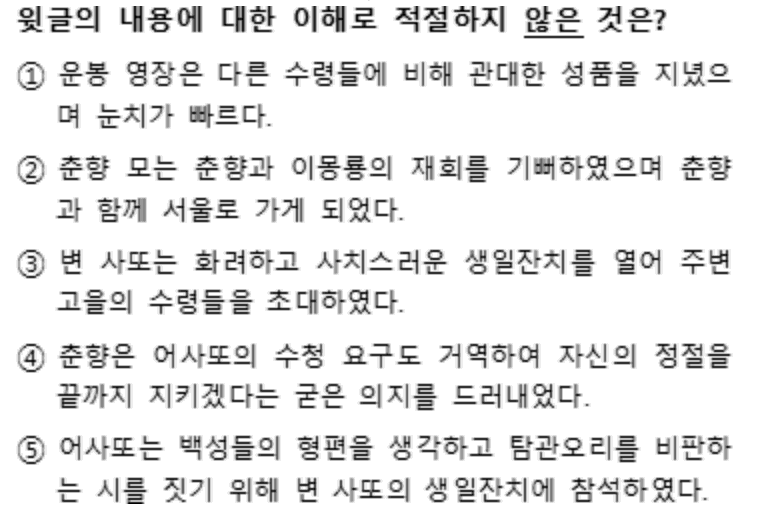 윗글의 내용에 대한 이해로 적절하지 않은 것은?
① 운봉 영장은 다른 수령들에 비해 관대한 성품을 지녔으
며 눈치가 빠르다.
② 춘향 모는 춘향과 이몽룡의 재회를 기뻐하였으며 춘향
과 함께 서울로 가게 되었다.
③ 변 사또는 화려하고 사치스러운 생일잔치를 열어 주변
고을의 수령들을 초대하였다.
④ 춘향은 어사또의 수청 요구도 거역하여 자신의 정절을
끝까지 지키겠다는 굳은 의지를 드러내었다.
⑤ 어사또는 백성들의 형편을 생각하고 탐관오리를 비판하
는 시를 짓기 위해 변 사또의 생일잔치에 참석하였다.